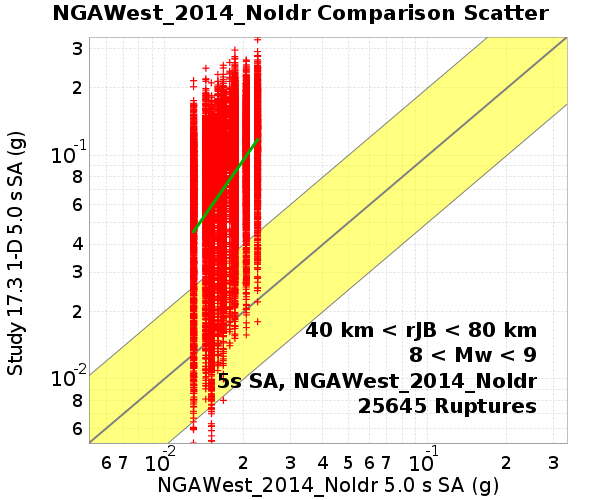 NGAWest_2014_NoIdr Comparison Scatter
Study 17.3 1-D 5.0 s SA (g)
3
2
10-1
8
6
4
3
2
10-2
8
6
40 km < rJB < 80 km
8 < Mw < 9
5s SA, NGAWest_2014_NoIdr
25645 Ruptures
6 7 10-2 2 3 4 5 6 7 10-1 2 3
NGAWest_2014_NoIdr 5.0 s SA (g)